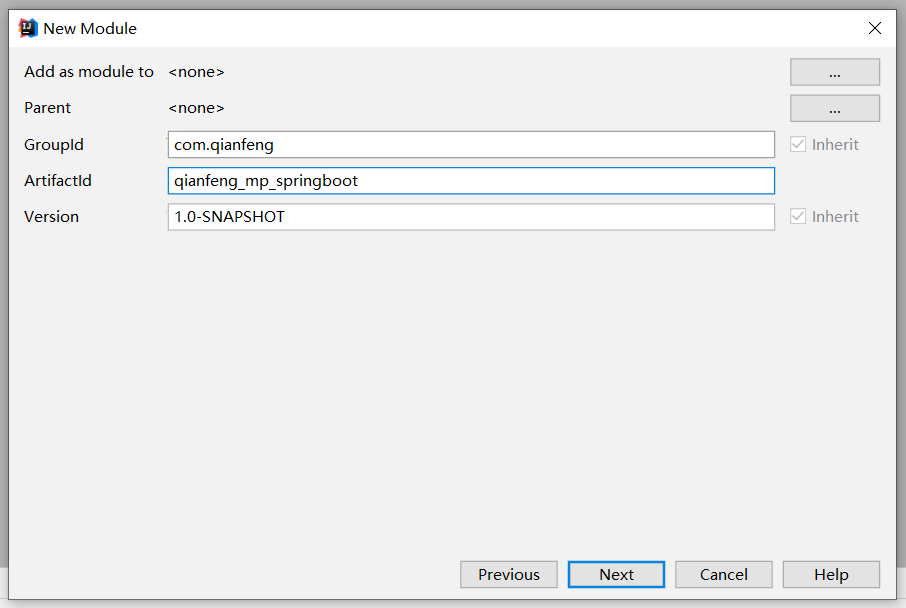 New Module
Add as module to <none> ...
Parent <none> ...
GroupId com.qianfeng Inherit
ArtifactId qianfeng_mp_springboot
Version 1.0-SNAPSHOT Inherit
Previous Next Cancel Help